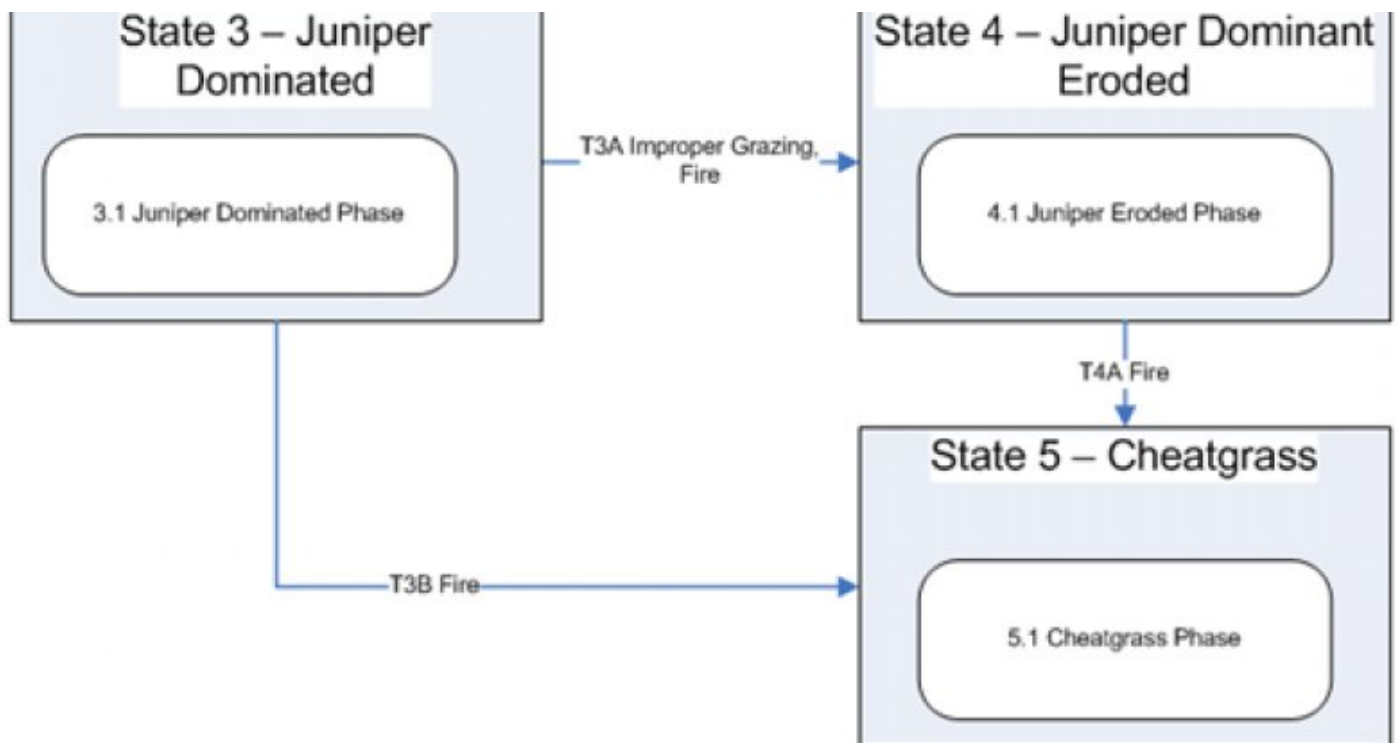 State 3 – Juniper
Dominated
State 4 – Juniper Dominant
Eroded
T3A Improper Grazing,
Fire
3.1 Juniper Dominated Phase
4.1 Juniper Eroded Phase
T4A Fire
State 5 – Cheatgrass
T3B Fire
5.1 Cheatgrass Phase